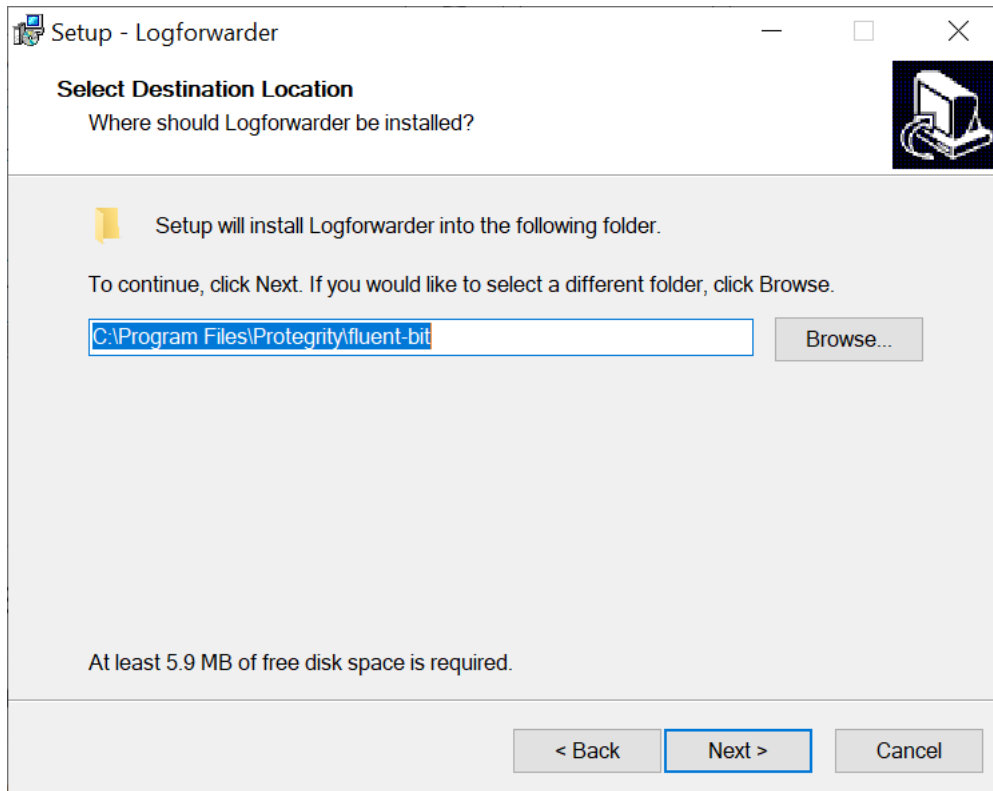 Setup - Logforwarder
Select Destination Location
Where should Logforwarder be installed?
Setup will install Logforwarder into the following folder.
To continue, click Next. If you would like to select a different folder, click Browse.
C:\Program Files\Protegrity\fluent-bit
Browse...
At least 5.9 MB of free disk space is required.
< Back
Next >
Cancel